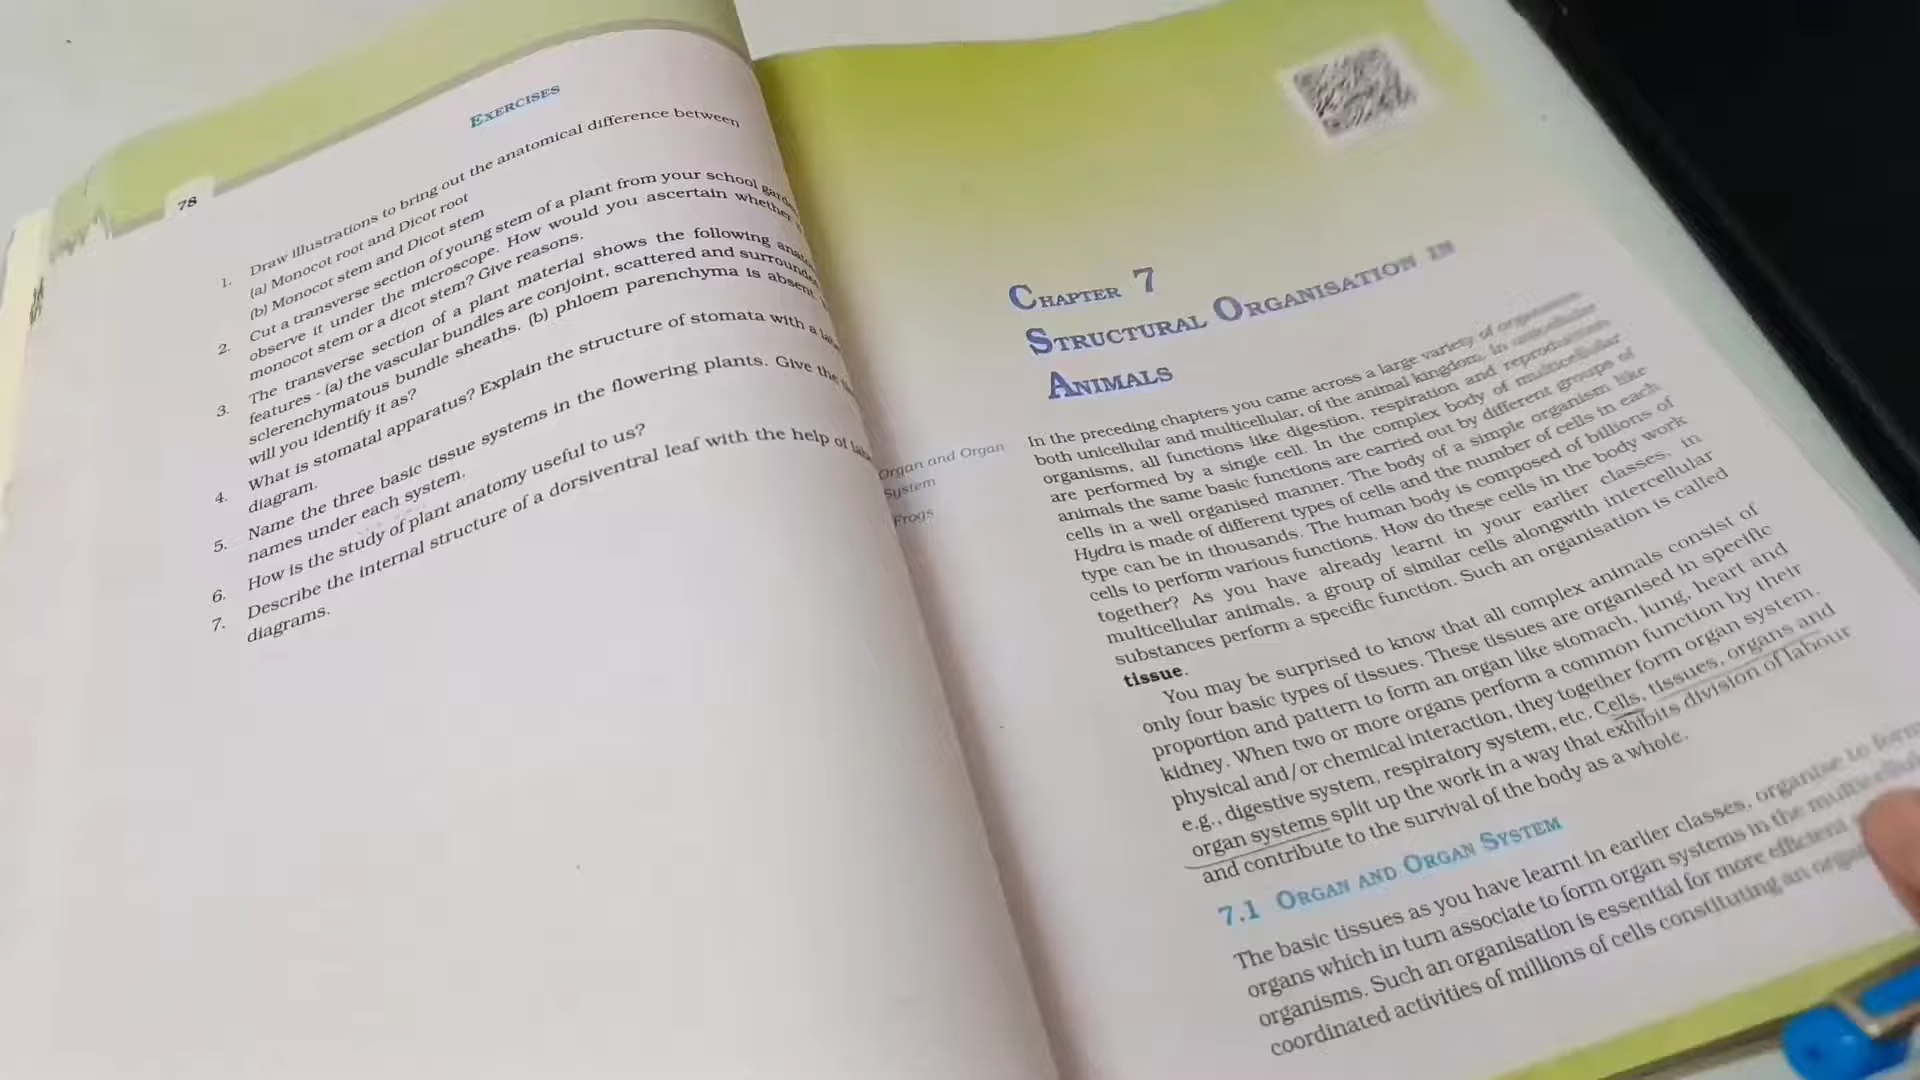 78
EXERCISES
1. Draw illustrations to bring out the anatomical difference between
(a) Monocot root and Dicot root
(b) Monocot stem and Dicot stem
2. Cut a transverse section of young stem of a plant from your school
observe it under the microscope. How would you ascertain whether
monocot stem or a dicot stem? Give reasons.
3. The transverse section of a plant material shows the following
features - (a) the vascular bundles are conjoint, scattered and
sclerenchymatous bundle sheaths. (b) phloem parenchyma is absent.
will you identify it as?
4. What is stomatal apparatus? Explain the structure of stomata with a
diagram.
5. Name the three basic tissue systems in the flowering plants. Give the
names under each system.
6. How is the study of plant anatomy useful to us?
7. Describe the internal structure of a dorsiventral leaf with the help of
diagrams.
CHAPTER 7
STRUCTURAL ORGANISATION IN
ANIMALS
Organ and Organ
System
Frogs
In the preceding chapters you came across a large variety of organisms,
both unicellular and multicellular, of the animal kingdom. In unicellular
organisms, all functions like digestion, respiration and reproduction
are performed by a single cell. In the complex body of multicellular
animals the same basic functions are carried out by different groups of
cells in a well organised manner. The body of a simple organism like
Hydra is made of different types of cells and the number of cells in each
type can be in thousands. The human body is composed of billions of
cells to perform various functions. How do these cells in the body work
together? As you have already learnt in your earlier classes, in
multicellular animals, a group of similar cells alongwith intercellular
substances perform a specific function. Such an organisation is called
tissue.
You may be surprised to know that all complex animals consist of
only four basic types of tissues. These tissues are organised in specific
proportion and pattern to form an organ like stomach, lung, heart and
kidney. When two or more organs perform a common function by their
physical and/or chemical interaction, they together form organ system,
e.g., digestive system, respiratory system, etc. Cells, tissues, organs and
organ systems split up the work in a way that exhibits division of labour
and contribute to the survival of the body as a whole.
7.1 ORGAN AND ORGAN SYSTEM
The basic tissues as you have learnt in earlier classes, organise to form
organs which in turn associate to form organ systems in the
organisms. Such an organisation is essential for more efficient
coordinated activities of millions of cells constituting an